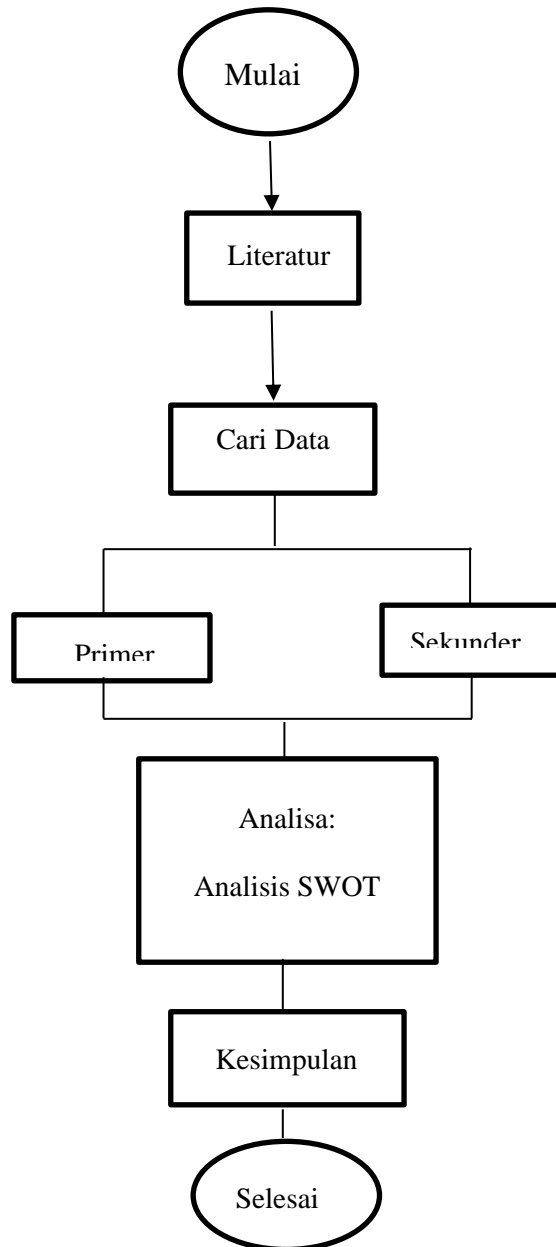 Mulai
Literatur
Cari Data
Primer
Sekunder
Analisa:
Analisis SWOT
Kesimpulan
Selesai